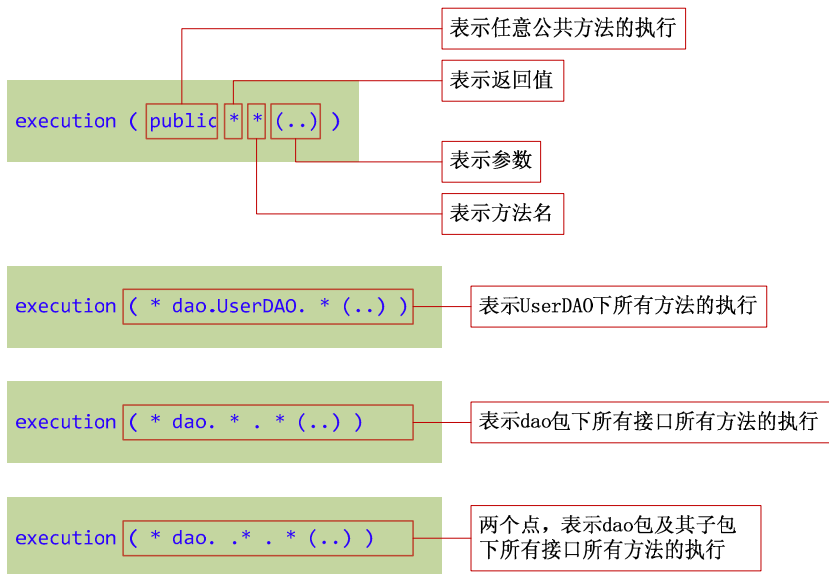 表示任意公共方法的执行
表示返回值
execution ( public * * (..) )
表示参数
表示方法名
execution ( * dao.UserDAO. * (..) )
表示UserDAO下所有方法的执行
execution ( * dao. * . * (..) )
表示dao包下所有接口所有方法的执行
execution ( * dao. .* . * (..) )
两个点，表示dao包及其子包
下所有接口所有方法的执行